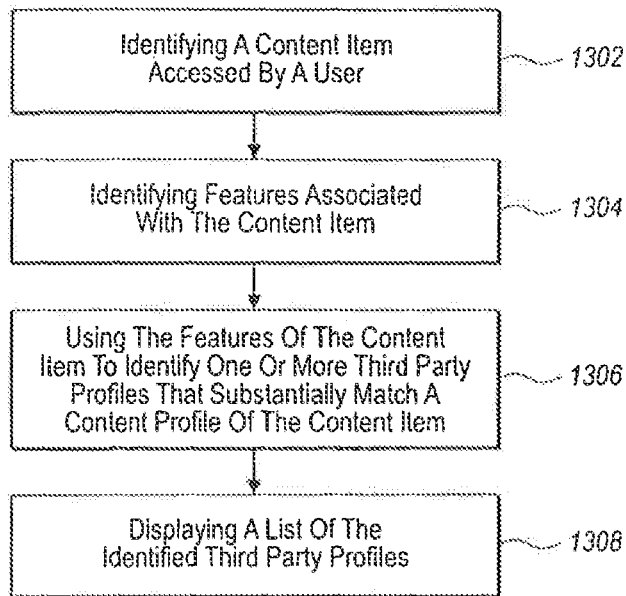 Identifying A Content Item
Accessed By A User
1302
Identifying Features Associated
With The Content Item
1304
Using The Features Of The Content
Item To Identify One Or More Third Party
Profiles That Substantially Match A
Content Profile Of The Content Item
1306
Displaying A List Of The
Identified Third Party Profiles
1308